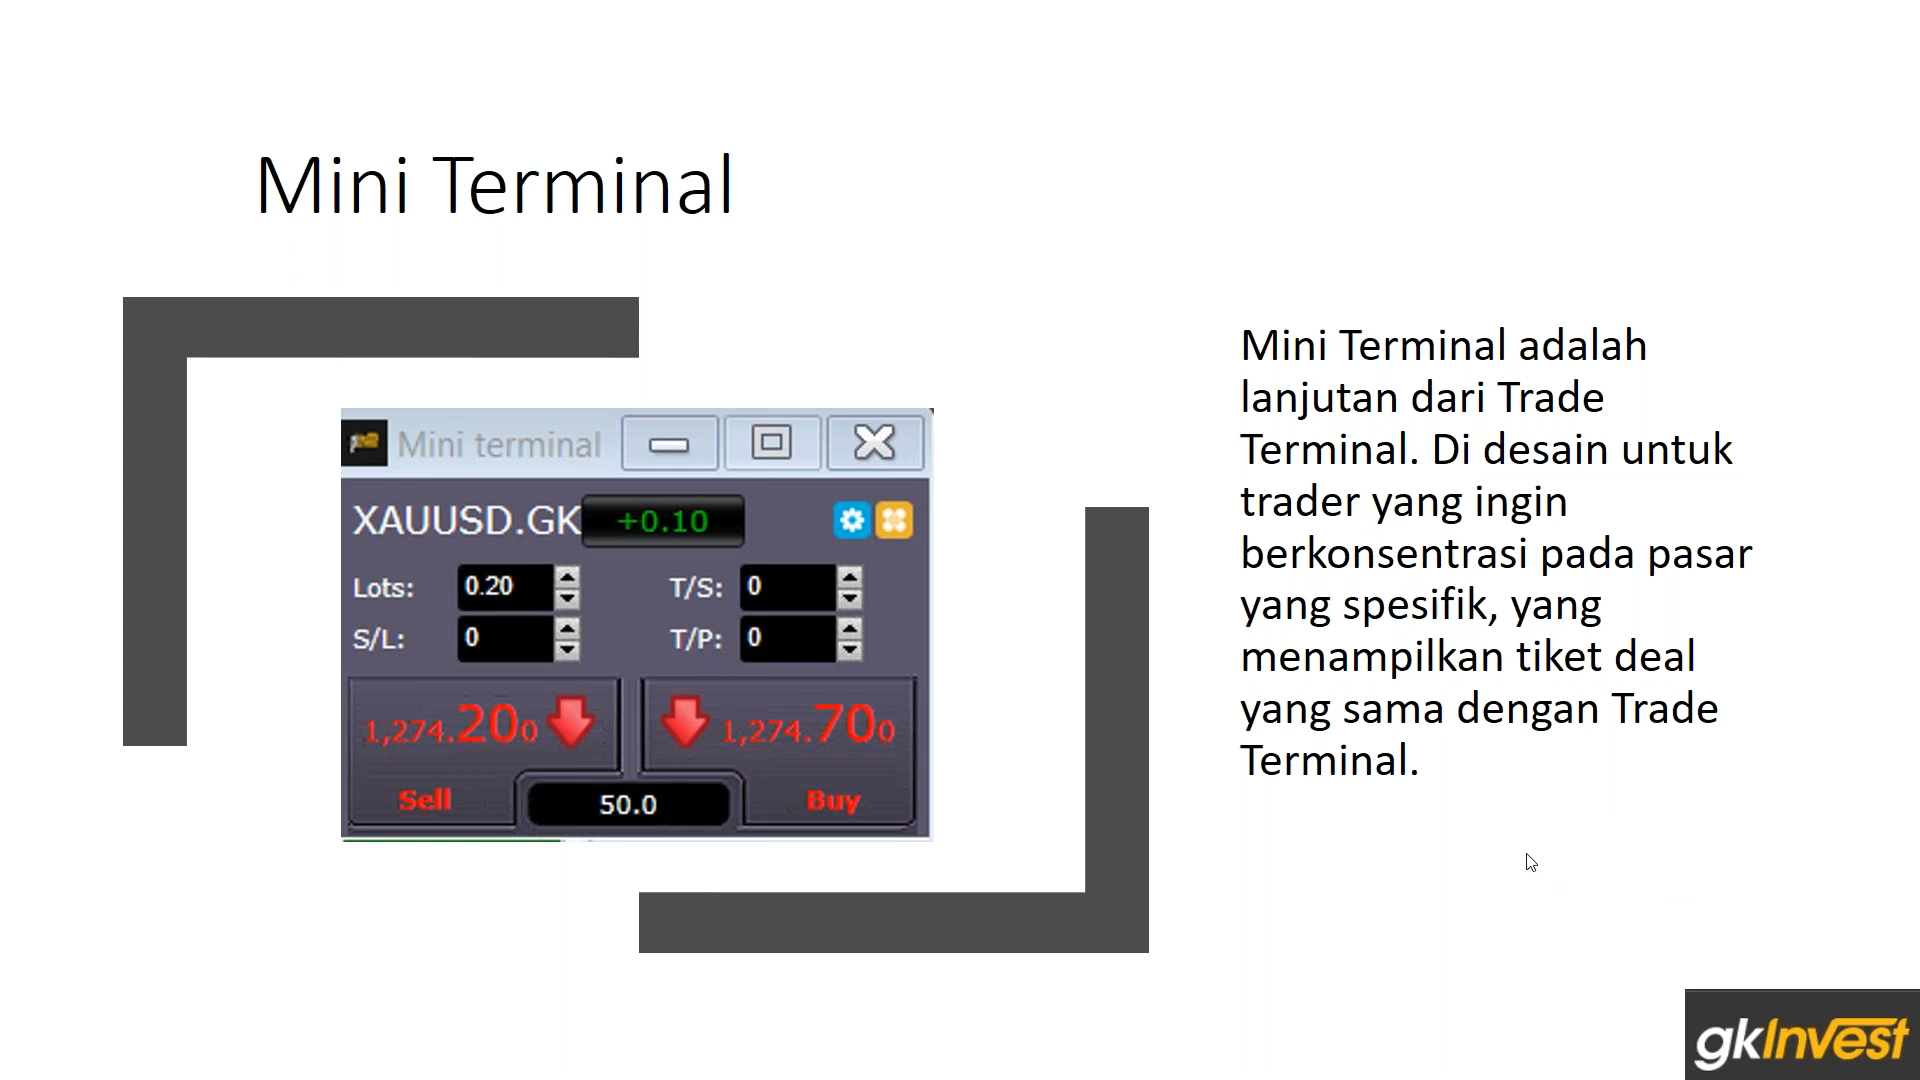 Mini Terminal
Mini terminal
XAUUSD.GK +0.10
Lots: 0.20 T/S: 0
S/L: 0 T/P: 0
1,274.200 1,274.700
Sell 50.0 Buy
Mini Terminal adalah
lanjutan dari Trade
Terminal. Di desain untuk
trader yang ingin
berkonsentrasi pada pasar
yang spesifik, yang
menampilkan tiket deal
yang sama dengan Trade
Terminal.
gkInvest